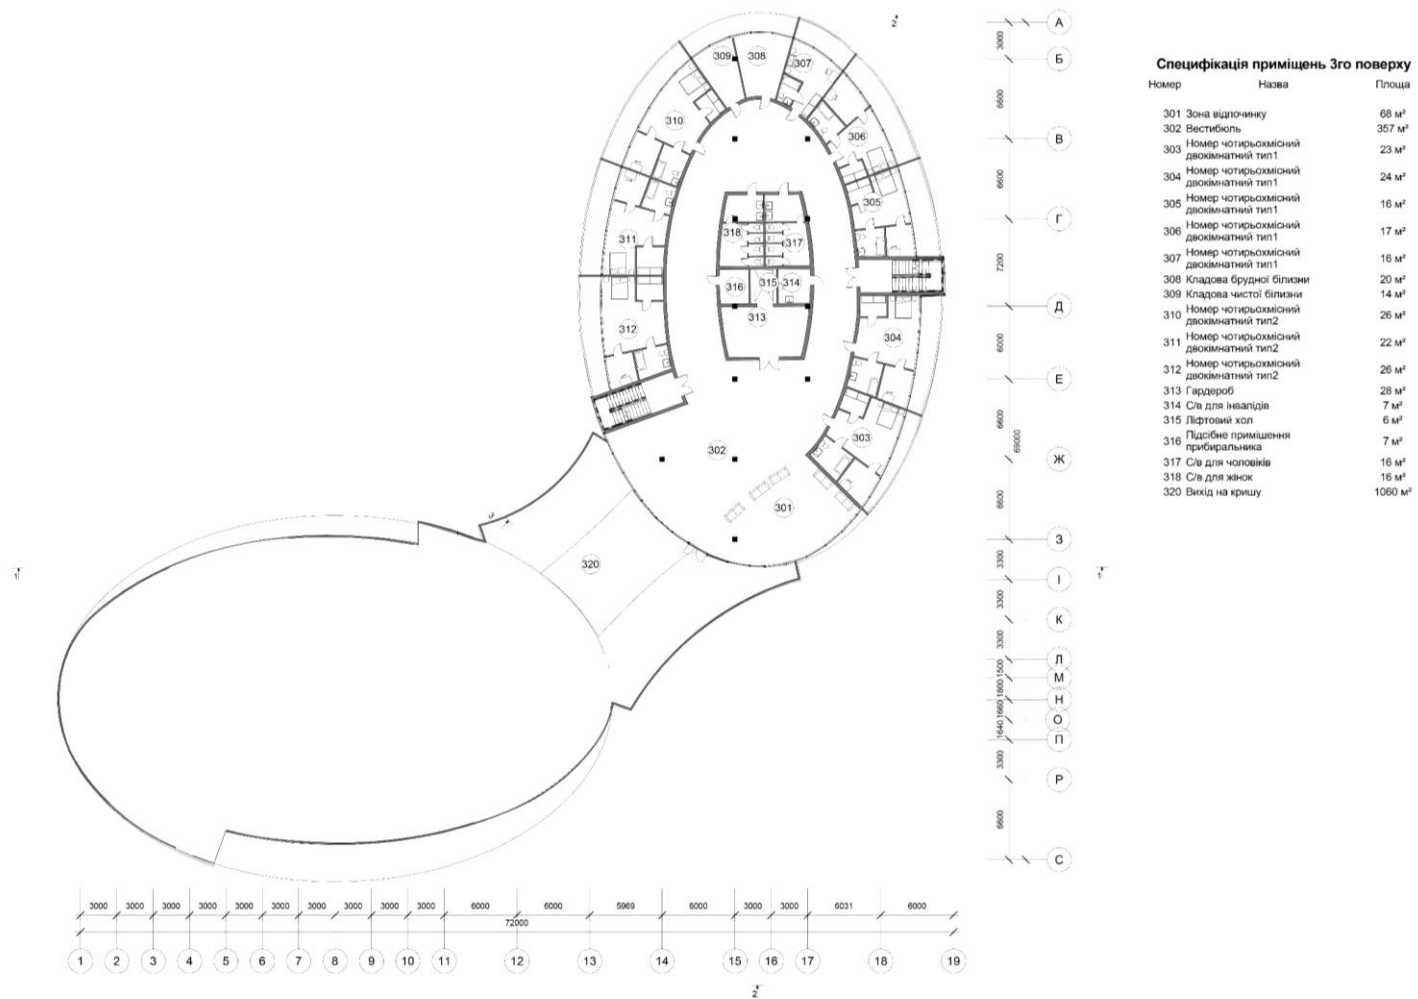 2
А
3000
Б
6600
В
6600
Г
7200
Д
6000
Е
6600
69000
Ж
6600
З
3300
І
3300
К
3300
Л
1500
М
1800
Н
1660
О
1640
П
3300
Р
6600
С
309
308
307
310
306
305
311
318
317
316
315
314
313
312
304
303
302
301
320
1
1
3000 3000 3000 3000 3000 3000 3000 3000 3000 3000 6000 6000 5969 6000 3000 3000 6031 6000
72000
1 2 3 4 5 6 7 8 9 10 11 12 13 14 15 16 17 18 19
2
Специфікація приміщень 3го поверху
Номер Назва Площа
301 Зона відпочинку 68 м²
302 Вестибюль 357 м²
303 Номер чотирьохмісний
двокімнатний тип1 23 м²
304 Номер чотирьохмісний
двокімнатний тип1 24 м²
305 Номер чотирьохмісний
двокімнатний тип1 16 м²
306 Номер чотирьохмісний
двокімнатний тип1 17 м²
307 Номер чотирьохмісний
двокімнатний тип1 16 м²
308 Кладова брудної білизни 20 м²
309 Кладова чистої білизни 14 м²
310 Номер чотирьохмісний
двокімнатний тип2 26 м²
311 Номер чотирьохмісний
двокімнатний тип2 22 м²
312 Номер чотирьохмісний
двокімнатний тип2 26 м²
313 Гардероб 28 м²
314 С/в для інвалідів 7 м²
315 Ліфтовий хол 6 м²
316 Підсібне примішення
прибиральника 7 м²
317 С/в для чоловіків 16 м²
318 С/в для жінок 16 м²
320 Вихід на кришу 1060 м²